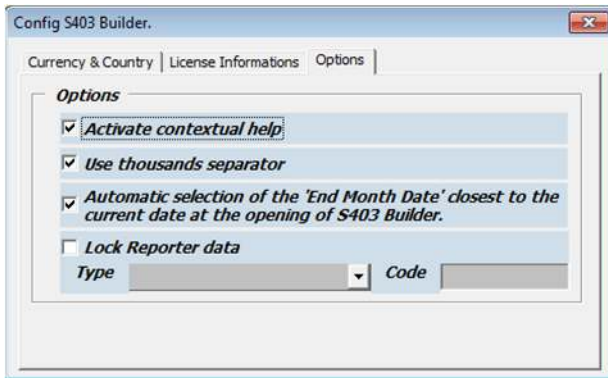 Config S403 Builder.
Currency & Country License Informations Options
Options
Activate contextual help
Use thousands separator
Automatic selection of the 'End Month Date' closest to the
current date at the opening of S403 Builder.
Lock Reporter data
Type Code